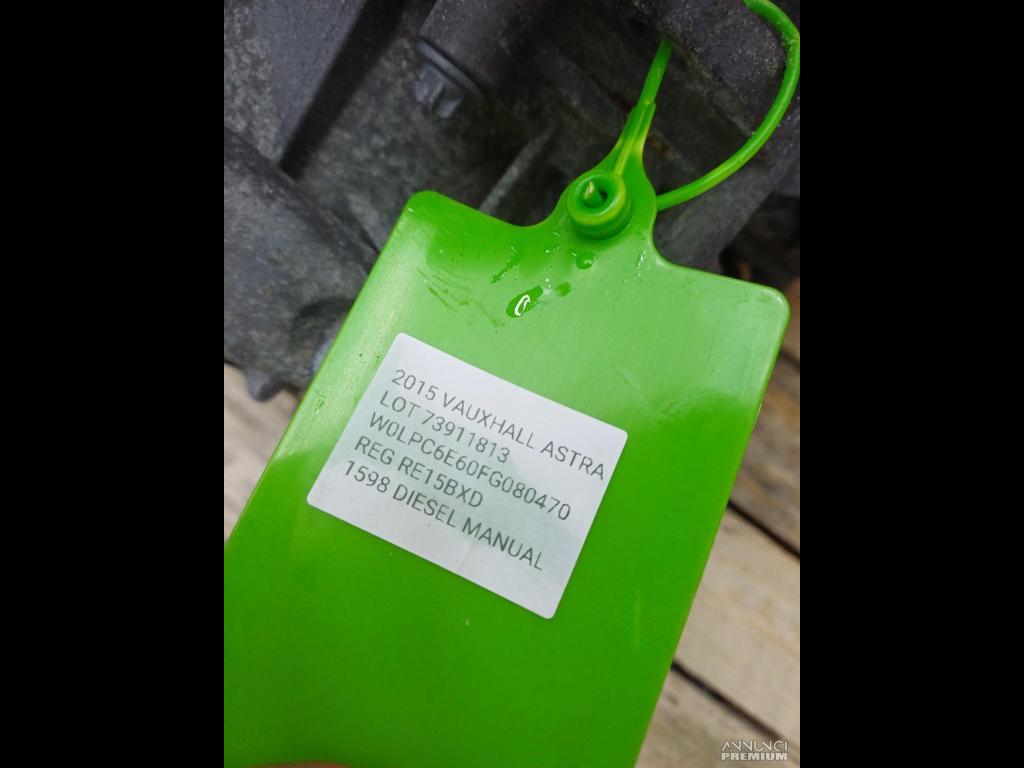 2015 VAUXHALL ASTRA
LOT 73911813
W0LPC6E60FG080470
REG RE15BXD
1598 DIESEL MANUAL
ANNUNCI
PREMIUM